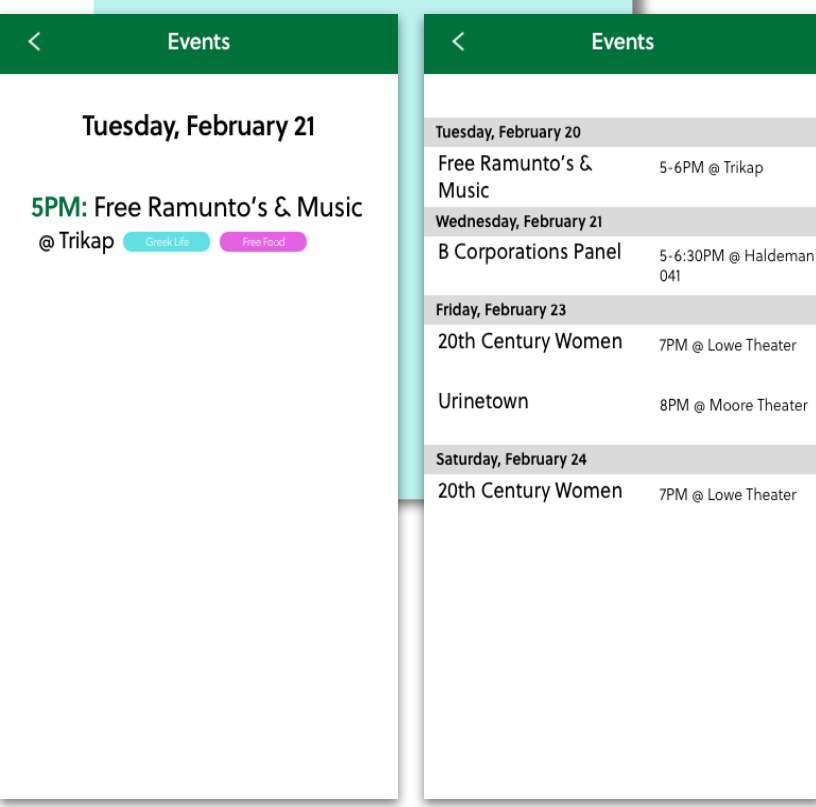 Events
Tuesday, February 21
5PM: Free Ramunto's & Music
@ Trikap Greek Life Free Food
Events
Tuesday, February 20
Free Ramunto's &
Music
5-6PM @ Trikap
Wednesday, February 21
B Corporations Panel
5-6:30PM @ Haldeman
041
Friday, February 23
20th Century Women
7PM @ Lowe Theater
Urinetown
8PM @ Moore Theater
Saturday, February 24
20th Century Women
7PM @ Lowe Theater